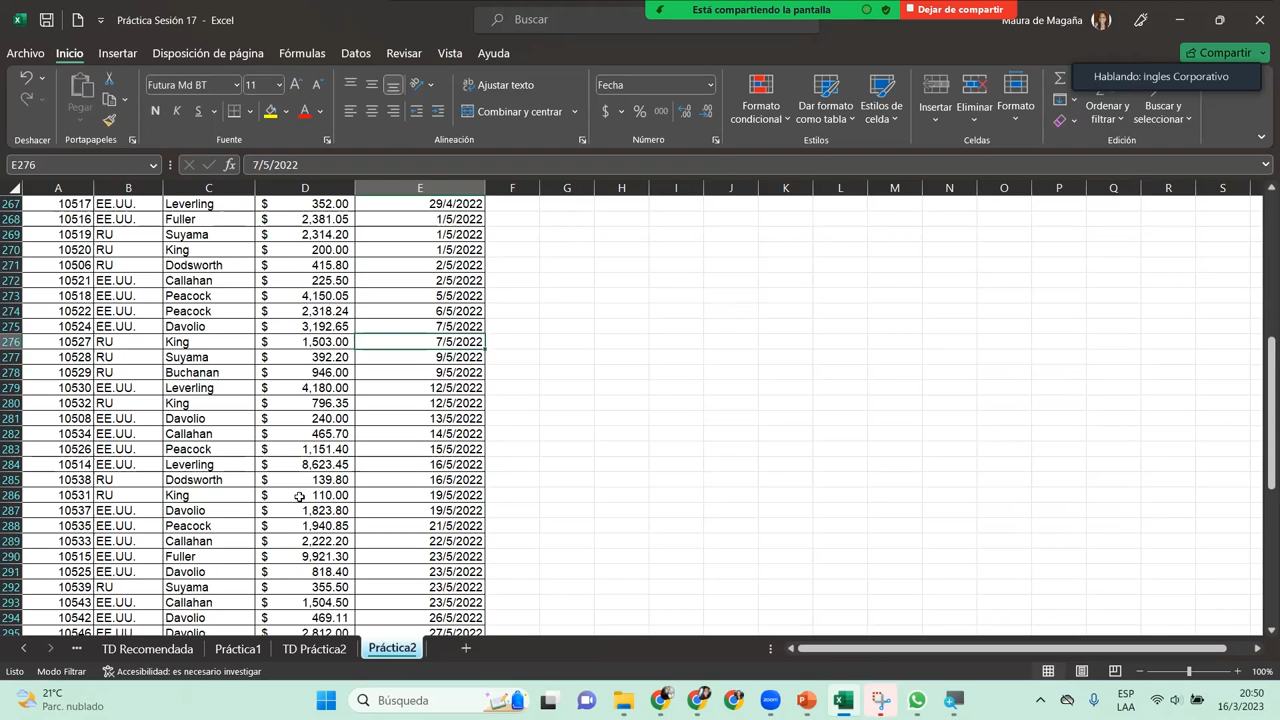 Práctica Sesión 17 - Excel
Buscar
Está compartiendo la pantalla
Dejar de compartir
Maura de Magaña
Archivo Inicio Insertar Disposición de página Fórmulas Datos Revisar Vista Ayuda
Compartir
Hablando: ingles Corporativo
Futura Md BT 11
Ajustar texto
Fecha
Pegar
N K S
Combinar y centrar
$ % 000
Formato condicional
Dar formato como tabla
Estilos de celda
Insertar
Eliminar
Formato
Ordenar y filtrar
Buscar y seleccionar
Deshacer Portapapeles Fuente Alineación Número Estilos Celdas Edición
E276 fx 7/5/2022
A B C D E F G H I J K L M N O P Q R S
267 10517 EE.UU. Leverling $ 352.00 29/4/2022
268 10516 EE.UU. Fuller $ 2,381.05 1/5/2022
269 10519 RU Suyama $ 2,314.20 1/5/2022
270 10520 RU King $ 200.00 1/5/2022
271 10506 RU Dodsworth $ 415.80 2/5/2022
272 10521 EE.UU. Callahan $ 225.50 2/5/2022
273 10518 EE.UU. Peacock $ 4,150.05 5/5/2022
274 10522 EE.UU. Peacock $ 2,318.24 6/5/2022
275 10524 EE.UU. Davolio $ 3,192.65 7/5/2022
276 10527 RU King $ 1,503.00 7/5/2022
277 10528 RU Suyama $ 392.20 9/5/2022
278 10529 RU Buchanan $ 946.00 9/5/2022
279 10530 EE.UU. Leverling $ 4,180.00 12/5/2022
280 10532 RU King $ 796.35 12/5/2022
281 10508 EE.UU. Davolio $ 240.00 13/5/2022
282 10534 EE.UU. Callahan $ 465.70 14/5/2022
283 10526 EE.UU. Peacock $ 1,151.40 15/5/2022
284 10514 EE.UU. Leverling $ 8,623.45 16/5/2022
285 10538 RU Dodsworth $ 139.80 16/5/2022
286 10531 RU King $ 110.00 19/5/2022
287 10537 EE.UU. Davolio $ 1,823.80 19/5/2022
288 10535 EE.UU. Peacock $ 1,940.85 21/5/2022
289 10533 EE.UU. Callahan $ 2,222.20 22/5/2022
290 10515 EE.UU. Fuller $ 9,921.30 23/5/2022
291 10525 EE.UU. Davolio $ 818.40 23/5/2022
292 10539 RU Suyama $ 355.50 23/5/2022
293 10543 EE.UU. Callahan $ 1,504.50 23/5/2022
294 10542 EE.UU. Davolio $ 469.11 26/5/2022
295 10546 EE.UU. Davolio $ 2,812.00 27/5/2022
TD Recomendada Práctica1 TD Práctica2 Práctica2
Listo Modo Filtrar Accesibilidad: es necesario investigar 100%
21°C
Parc. nublado
Búsqueda
zoom
ESP
LAA
20:50
16/3/2023